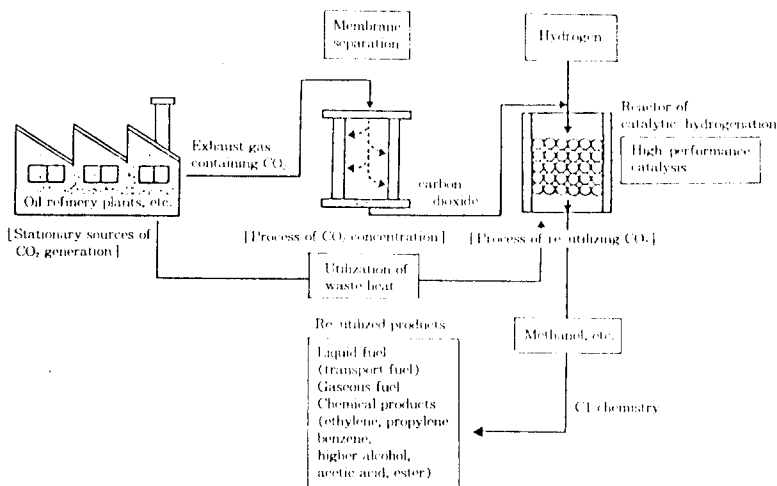 Membrane
separation
Hydrogen
Reactor of
catalytic hydrogenation
High performance
catalysis
Exhaust gas
containing CO₂
carbon
dioxide
Oil refinery plants, etc.
[Stationary sources of
CO₂ generation]
[Process of CO₂ concentration]
[Process of re-utilizing CO₂]
Utilization of
waste heat
Methanol, etc.
Re-utilized products
Liquid fuel
(transport fuel)
Gaseous fuel
Chemical products
(ethylene, propylene
benzene,
higher alcohol,
acetic acid, ester)
C1 chemistry